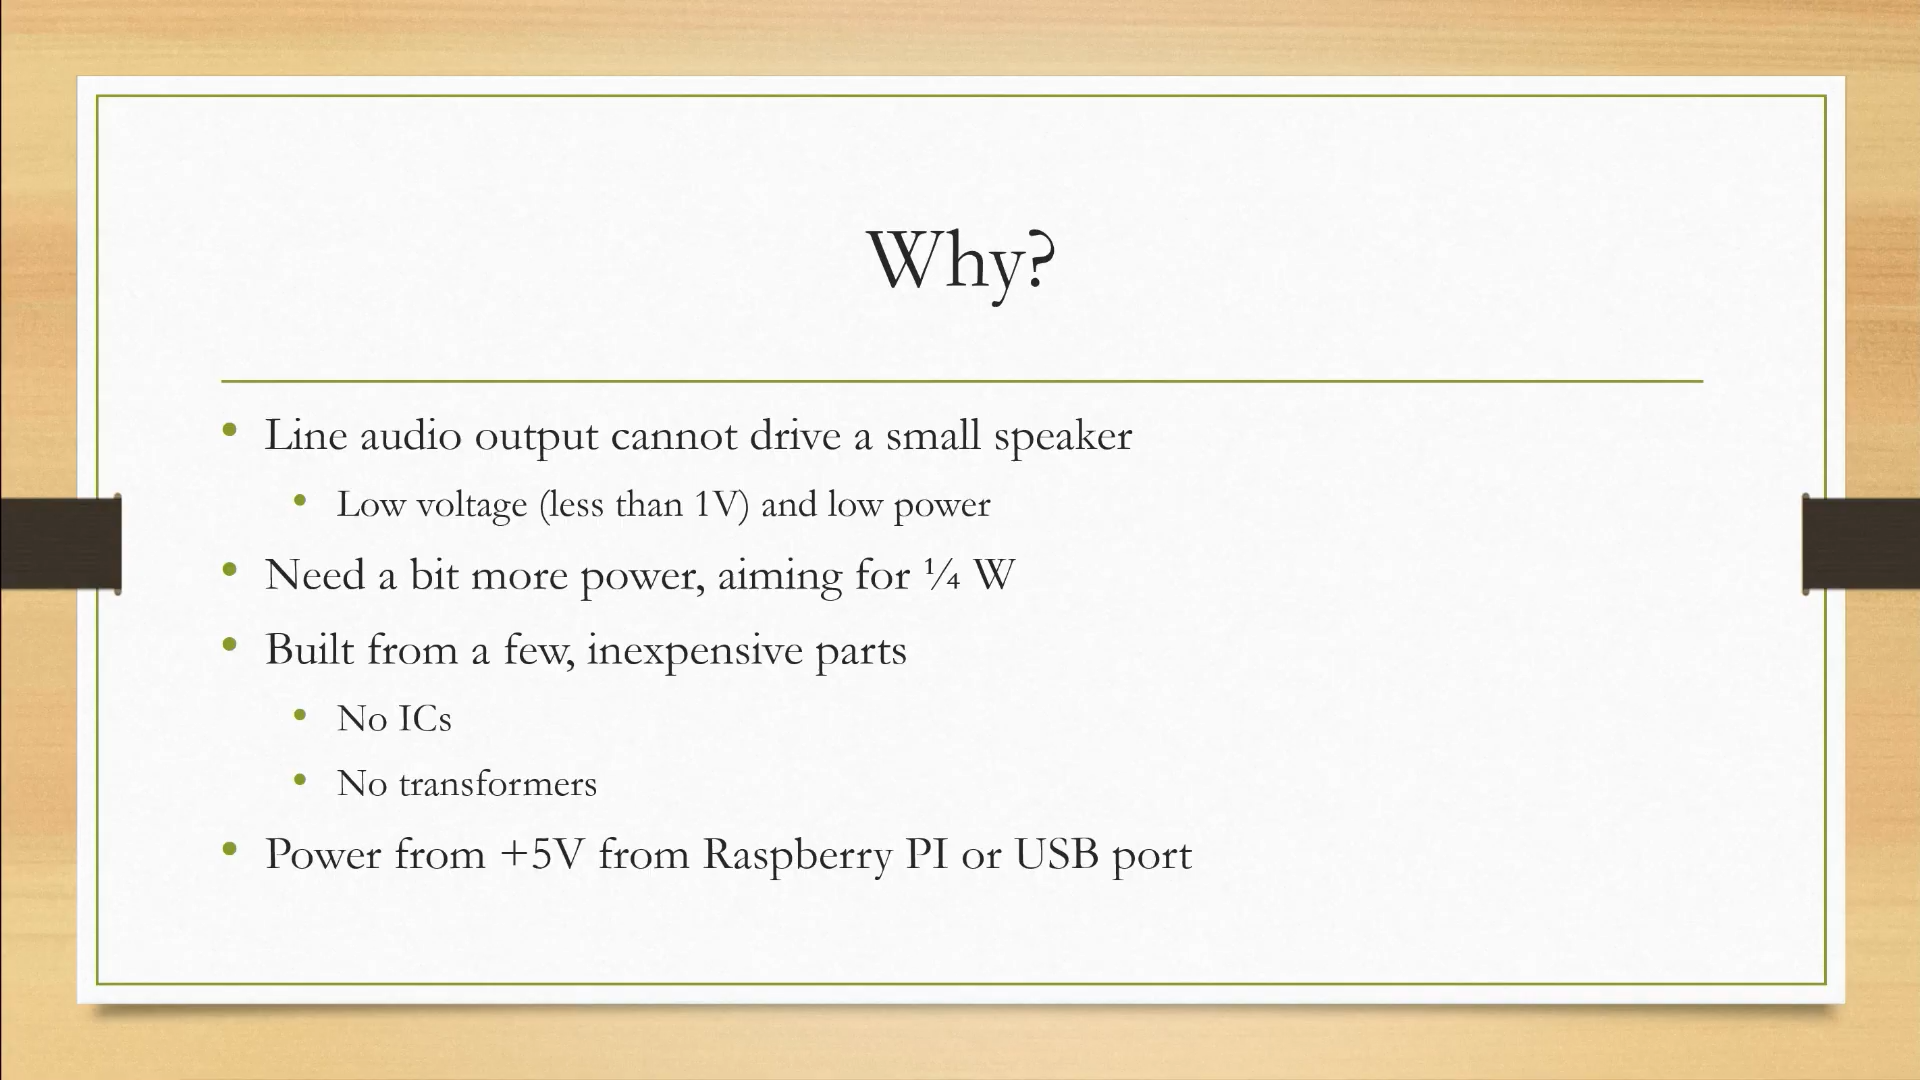 Why?
• Line audio output cannot drive a small speaker
• Low voltage (less than 1V) and low power
• Need a bit more power, aiming for ¼ W
• Built from a few, inexpensive parts
• No ICs
• No transformers
• Power from +5V from Raspberry PI or USB port